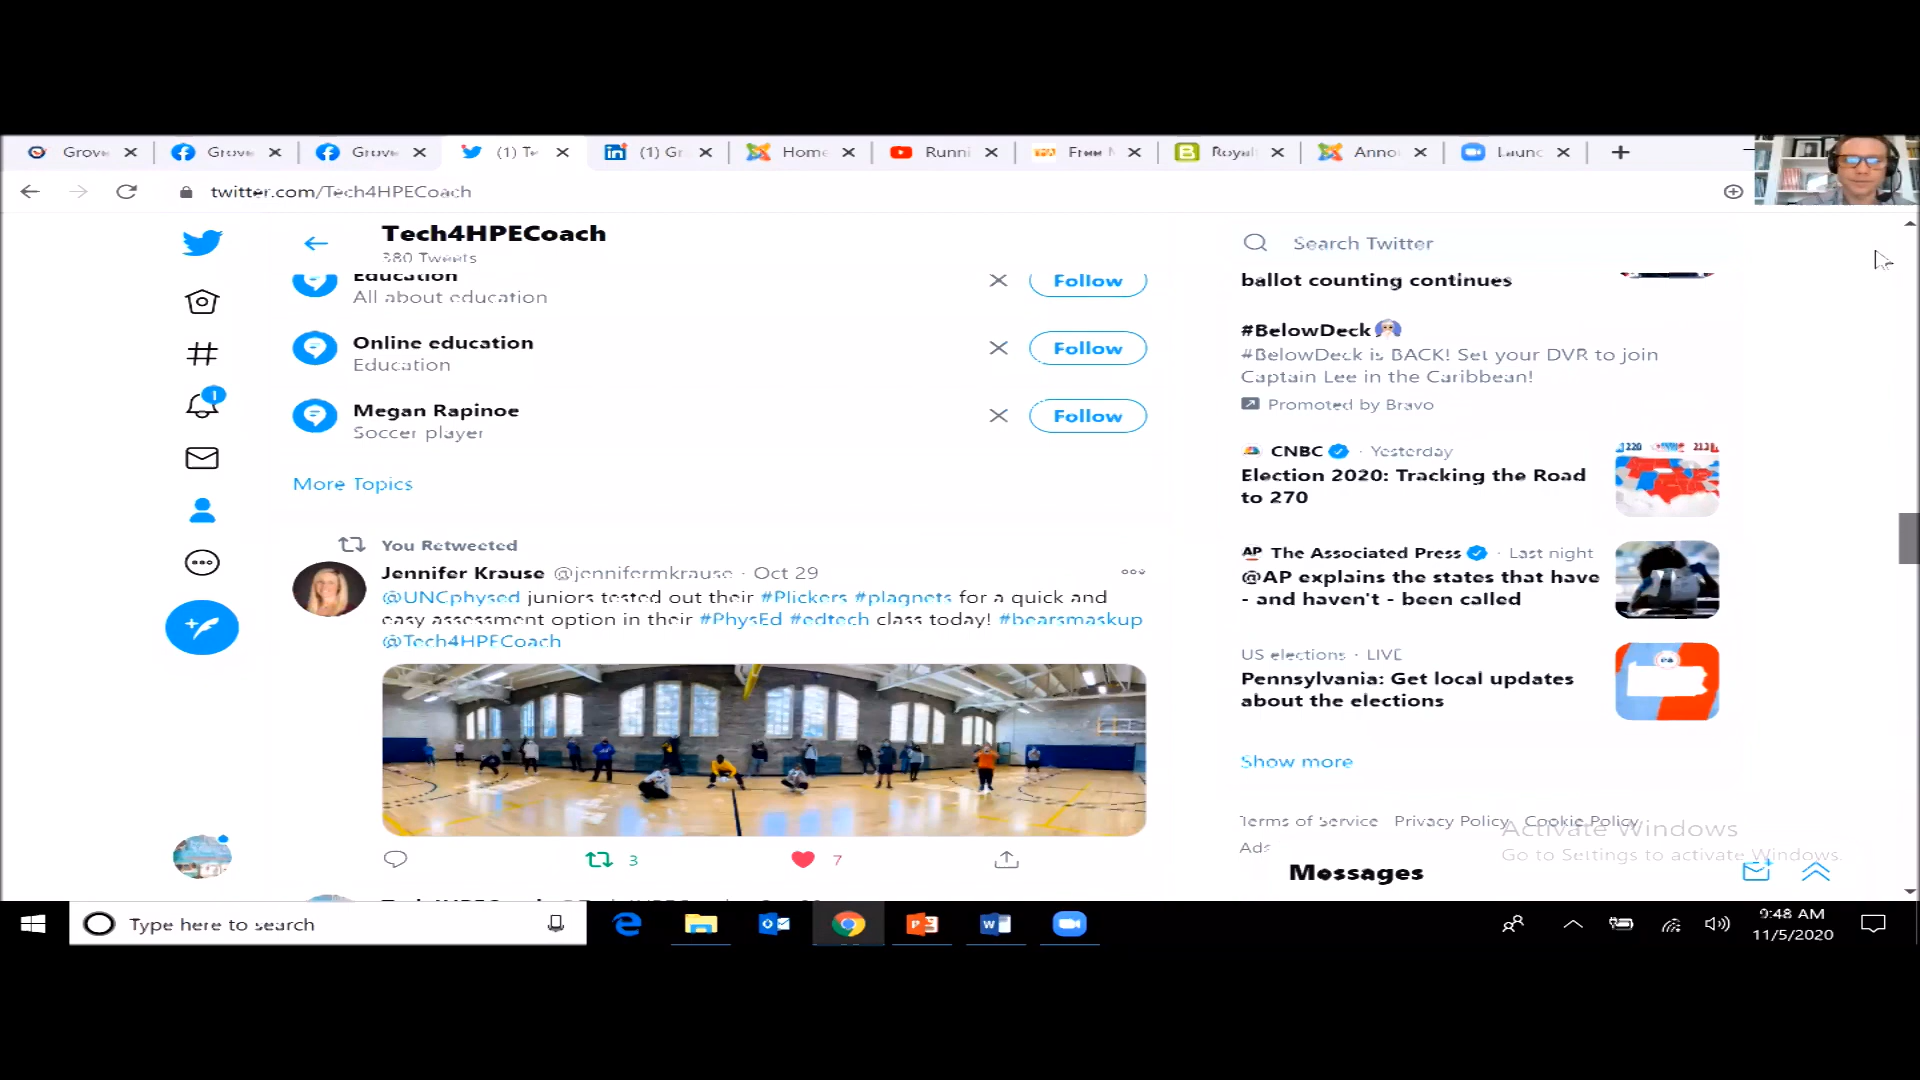 Grove
Grove
Grove
(1) Te
(1) Gr
Home
Runni
Free
Royal
Anno
Launc
twitter.com/Tech4HPECoach
Tech4HPECoach
380 Tweets
Education
All about education
Follow
Online education
Education
Follow
Megan Rapinoe
Soccer player
Follow
More Topics
You Retweeted
Jennifer Krause @jennifermkrause · Oct 29
@UNCphysed juniors tested out their #Plickers #plagnets for a quick and
easy assessment option in their #PhysEd #edtech class today! #bearsmaskup
@Tech4HPECoach
3
7
1
Search Twitter
ballot counting continues
#BelowDeck
#BelowDeck is BACK! Set your DVR to join
Captain Lee in the Caribbean!
Promoted by Bravo
CNBC · Yesterday
Election 2020: Tracking the Road
to 270
220 213
AP The Associated Press · Last night
@AP explains the states that have
- and haven't - been called
US elections · LIVE
Pennsylvania: Get local updates
about the elections
Show more
Terms of Service Privacy Policy Cookie Policy
Ads
Activate Windows
Go to Settings to activate Windows.
Messages
Type here to search
9:48 AM
11/5/2020